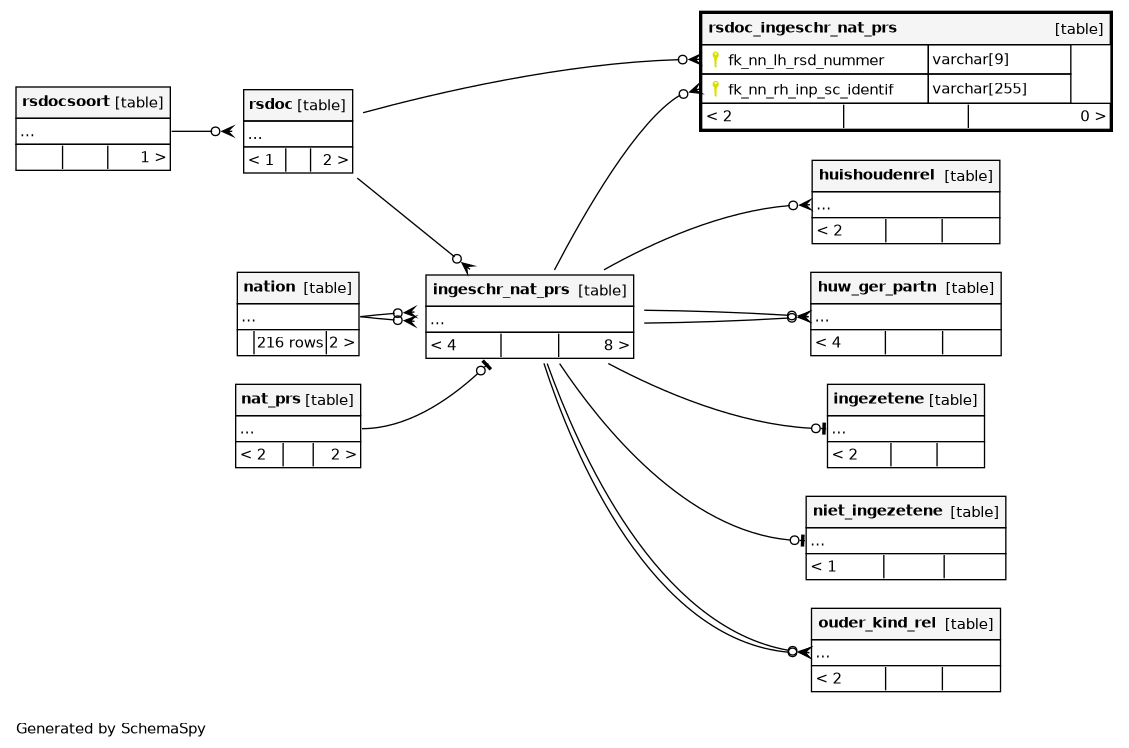 rsdoc_ingeschr_nat_prs [table]
fk_nn_lh_rsd_nummer varchar[9]
fk_nn_rh_inp_sc_identif varchar[255]
< 2 0 >
rsdocsoort [table]
...
1 >
rsdoc [table]
...
< 1 2 >
huishoudenrel [table]
...
< 2
nation [table]
...
216 rows 2 >
ingeschr_nat_prs [table]
...
< 4 8 >
huw_ger_partn [table]
...
< 4
nat_prs [table]
...
< 2 2 >
ingezetene [table]
...
< 2
niet_ingezetene [table]
...
< 1
ouder_kind_rel [table]
...
< 2
Generated by SchemaSpy